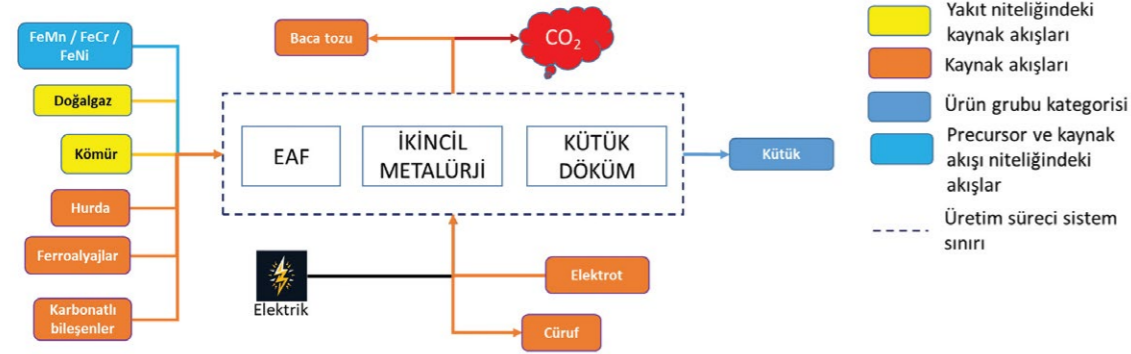 FeMn / FeCr /
FeNi
Doğalgaz
Kömür
Hurda
Ferroalyajlar
Karbonatlı
bileşenler
Baca tozu
CO₂
EAF
İKİNCİL
METALÜRJİ
KÜTÜK
DÖKÜM
Kütük
Elektrik
Elektrot
Cüruf
Yakıt niteliğindeki
kaynak akışları
Kaynak akışları
Ürün grubu kategorisi
Precursor ve kaynak
akışı niteliğindeki
akışlar
Üretim süreci sistem
sınırı